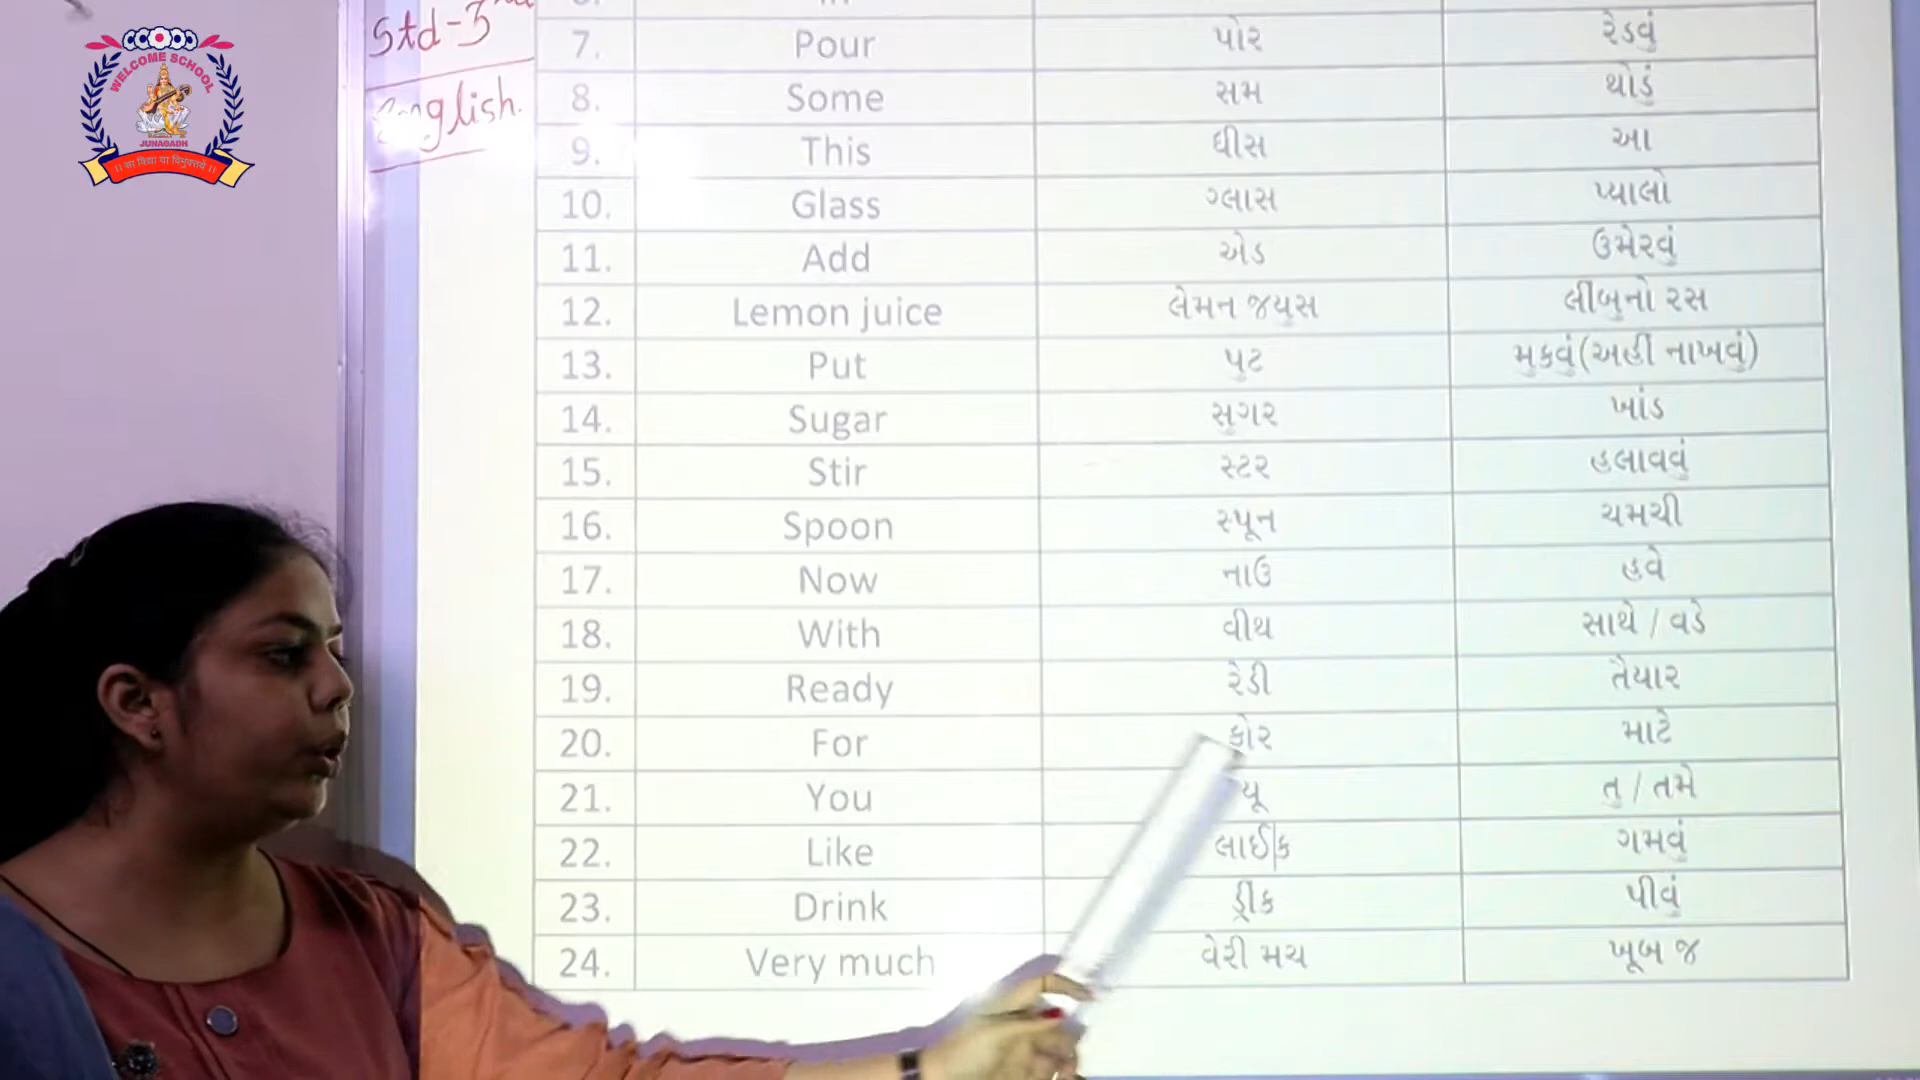 WELCOME SCHOOL
JUNAGADH
।। सा विद्या या विमुक्तये ।।
Std-3rd
English.
7. Pour પોર રેડવું
8. Some સમ થોડું
9. This ધીસ આ
10. Glass ગ્લાસ પ્યાલો
11. Add એડ ઉમેરવું
12. Lemon juice લેમન જયુસ લીંબુનો રસ
13. Put પુટ મુકવું(અહીં નાખવું)
14. Sugar સુગર ખાંડ
15. Stir સ્ટર હલાવવું
16. Spoon સ્પૂન ચમચી
17. Now નાઉ હવે
18. With વીથ સાથે / વડે
19. Ready રેડી તૈયાર
20. For ફોર માટે
21. You યૂ તુ / તમે
22. Like લાઈક ગમવું
23. Drink ડ્રીંક પીવું
24. Very much વેરી મચ ખૂબ જ